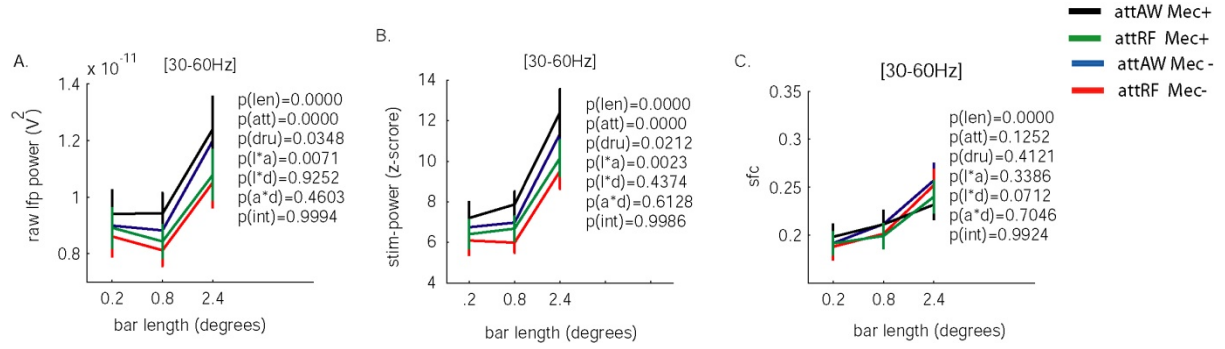 attAW Mec+
attRF Mec+
attAW Mec -
attRF Mec-
A.
x 10-11
[30-60Hz]
1.4
1.2
1
0.8
raw lfp power (V2)
p(len)=0.0000
p(att)=0.0000
p(dru)=0.0348
p(l*a)=0.0071
p(l*d)=0.9252
p(a*d)=0.4603
p(int)=0.9994
0.2 0.8 2.4
bar length (degrees)
B.
[30-60Hz]
14
12
10
8
6
4
stim-power (z-scrore)
p(len)=0.0000
p(att)=0.0000
p(dru)=0.0212
p(l*a)=0.0023
p(l*d)=0.4374
p(a*d)=0.6128
p(int)=0.9986
.2 0.8 2.4
bar length (degrees)
C.
[30-60Hz]
0.35
0.3
0.25
0.2
sfc
p(len)=0.0000
p(att)=0.1252
p(dru)=0.4121
p(l*a)=0.3386
p(l*d)=0.0712
p(a*d)=0.7046
p(int)=0.9924
0.2 0.8 2.4
bar length (degrees)